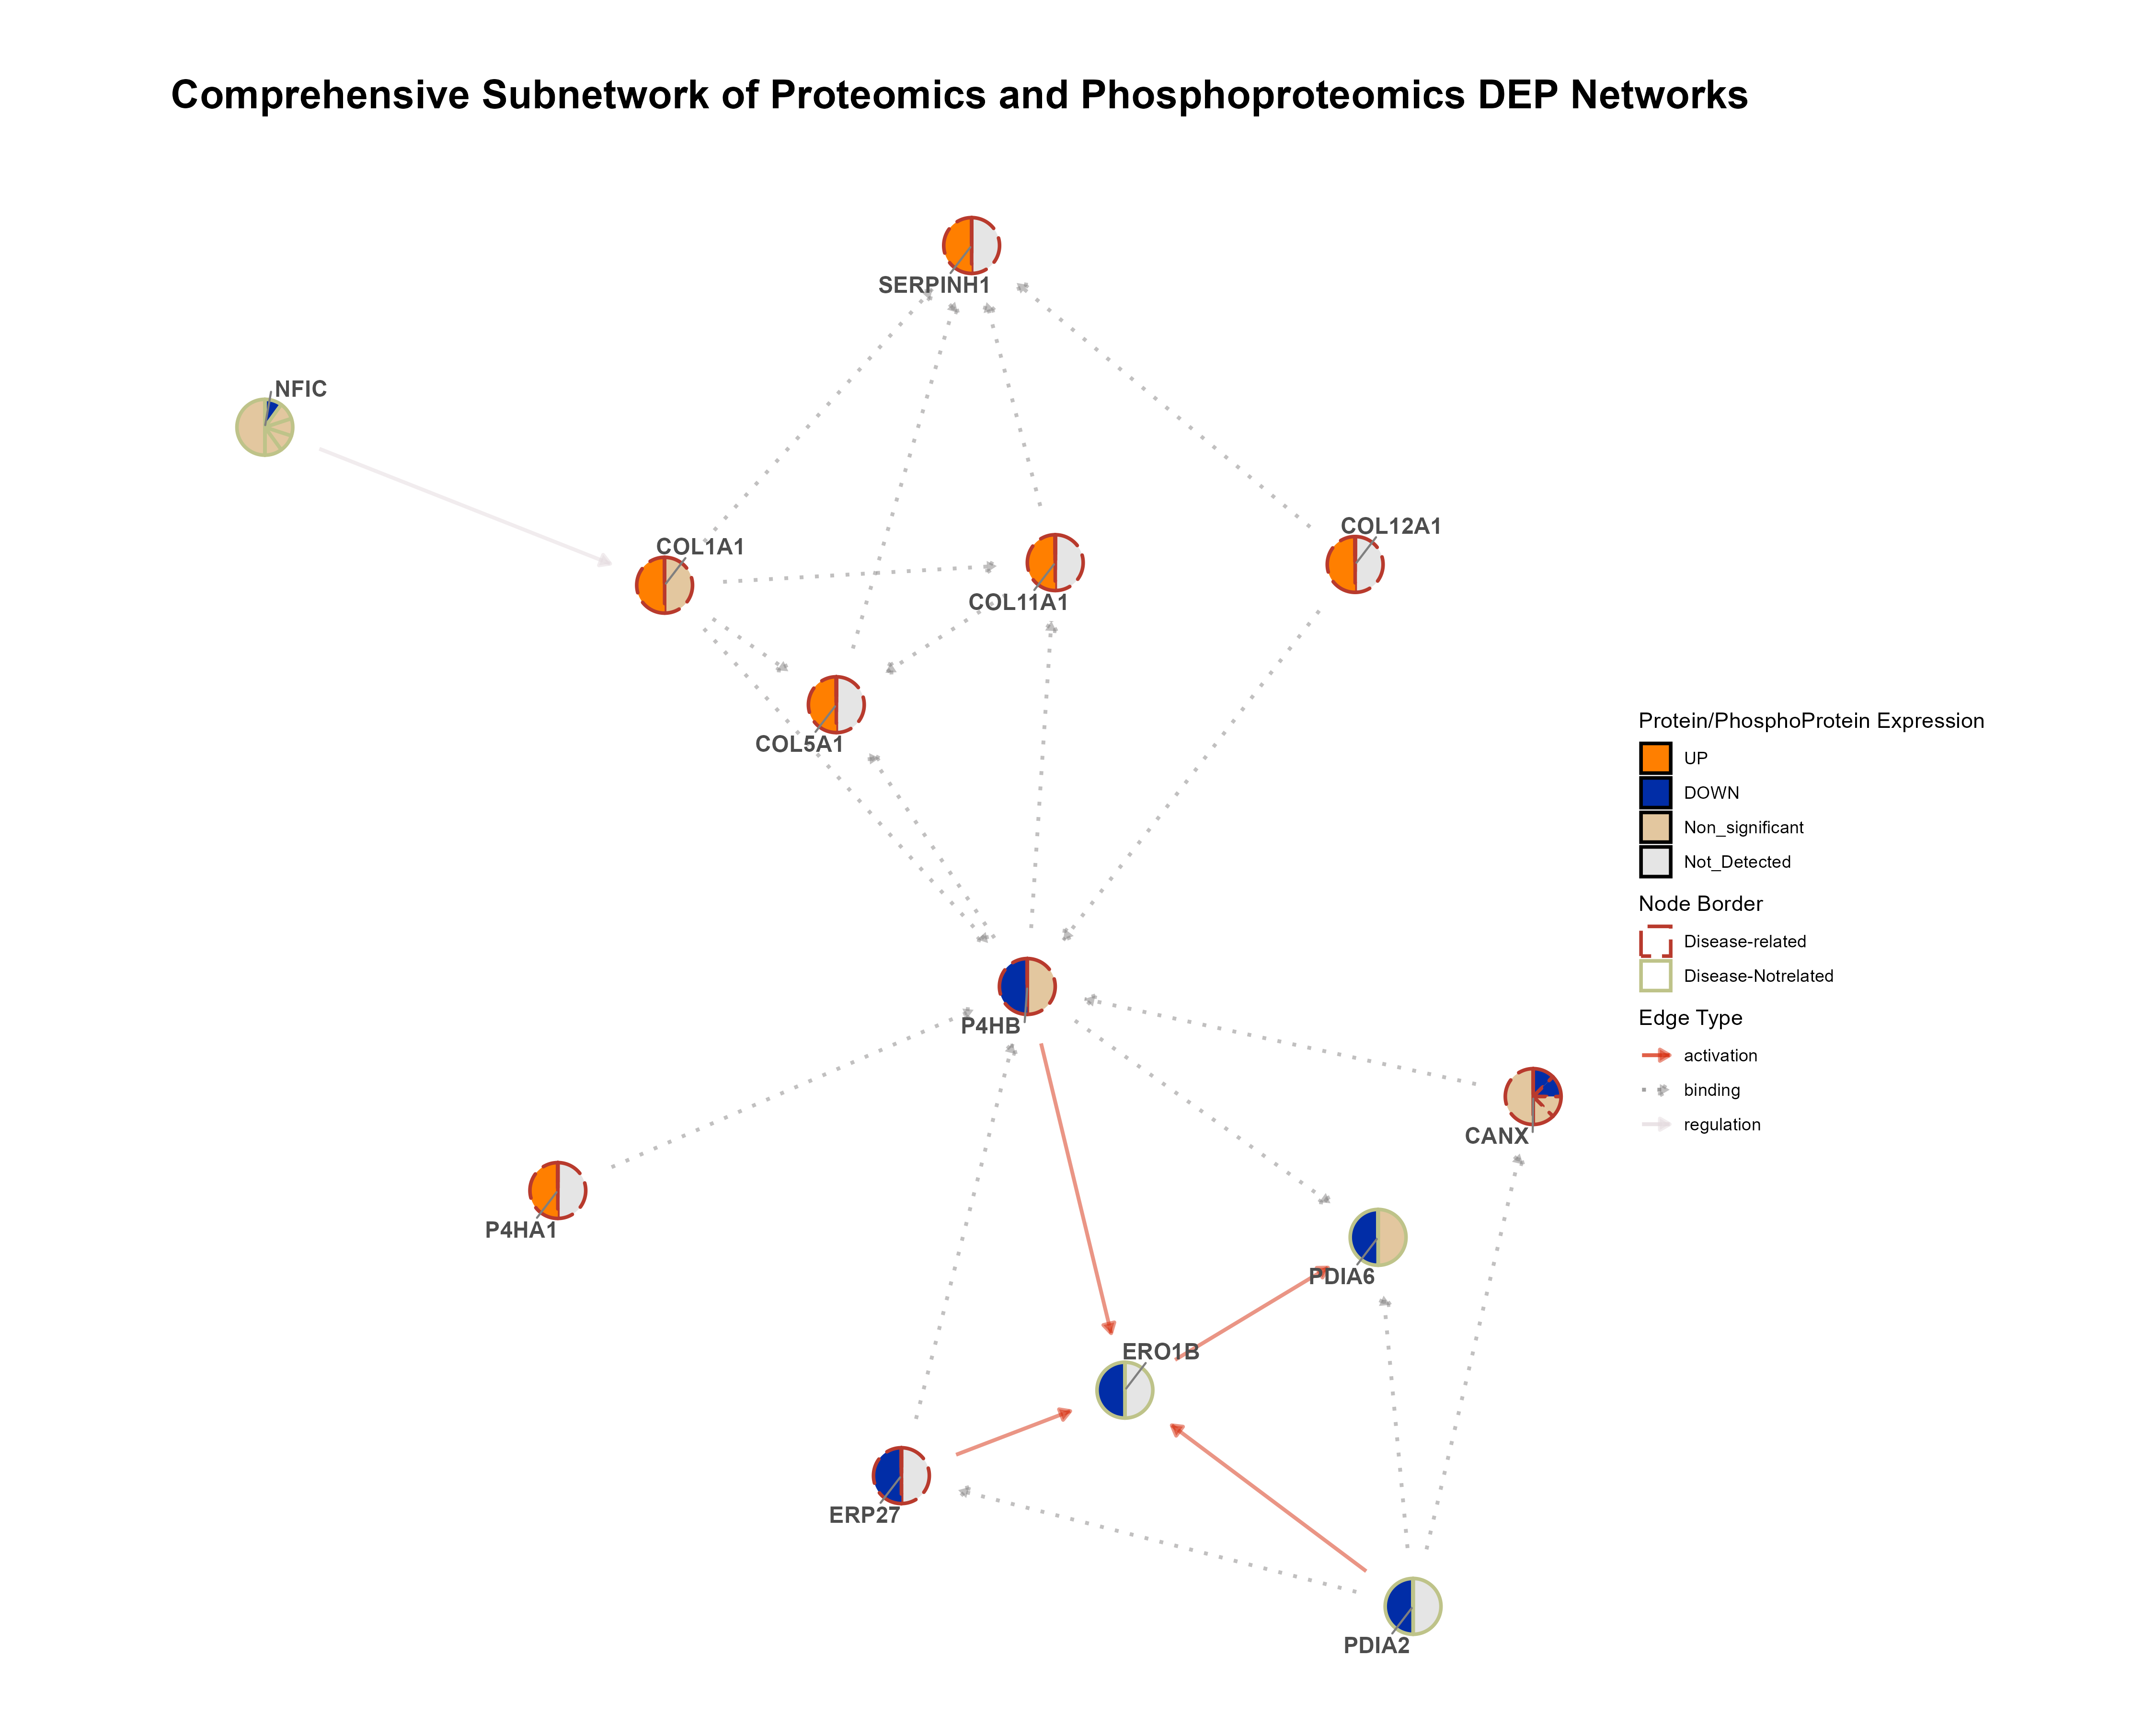 Comprehensive Subnetwork of Proteomics and Phosphoproteomics DEP Networks
SERPINH1
NFIC
COL12A1
COL1A1
COL11A1
COL5A1
P4HB
CANX
P4HA1
PDIA6
ERO1B
ERP27
PDIA2
Protein/PhosphoProtein Expression
UP
DOWN
Non_significant
Not_Detected
Node Border
Disease-related
Disease-Notrelated
Edge Type
activation
binding
regulation